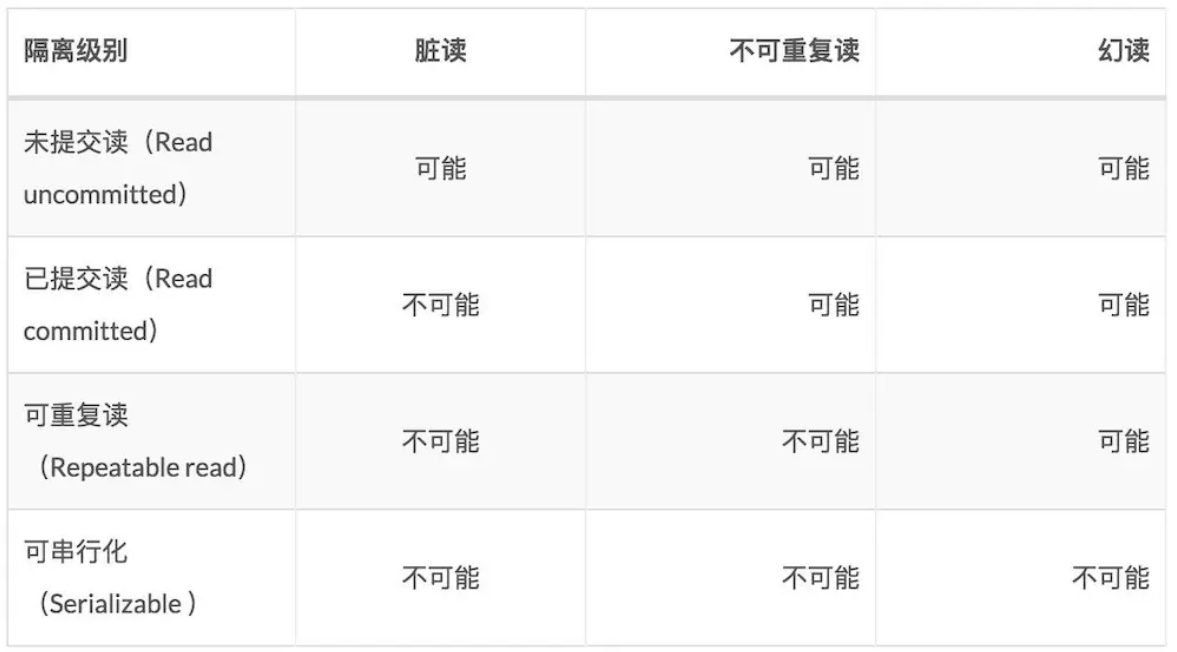 隔离级别 脏读 不可重复读 幻读
未提交读（Read
uncommitted） 可能 可能 可能
已提交读（Read
committed） 不可能 可能 可能
可重复读
（Repeatable read） 不可能 不可能 可能
可串行化
（Serializable ） 不可能 不可能 不可能